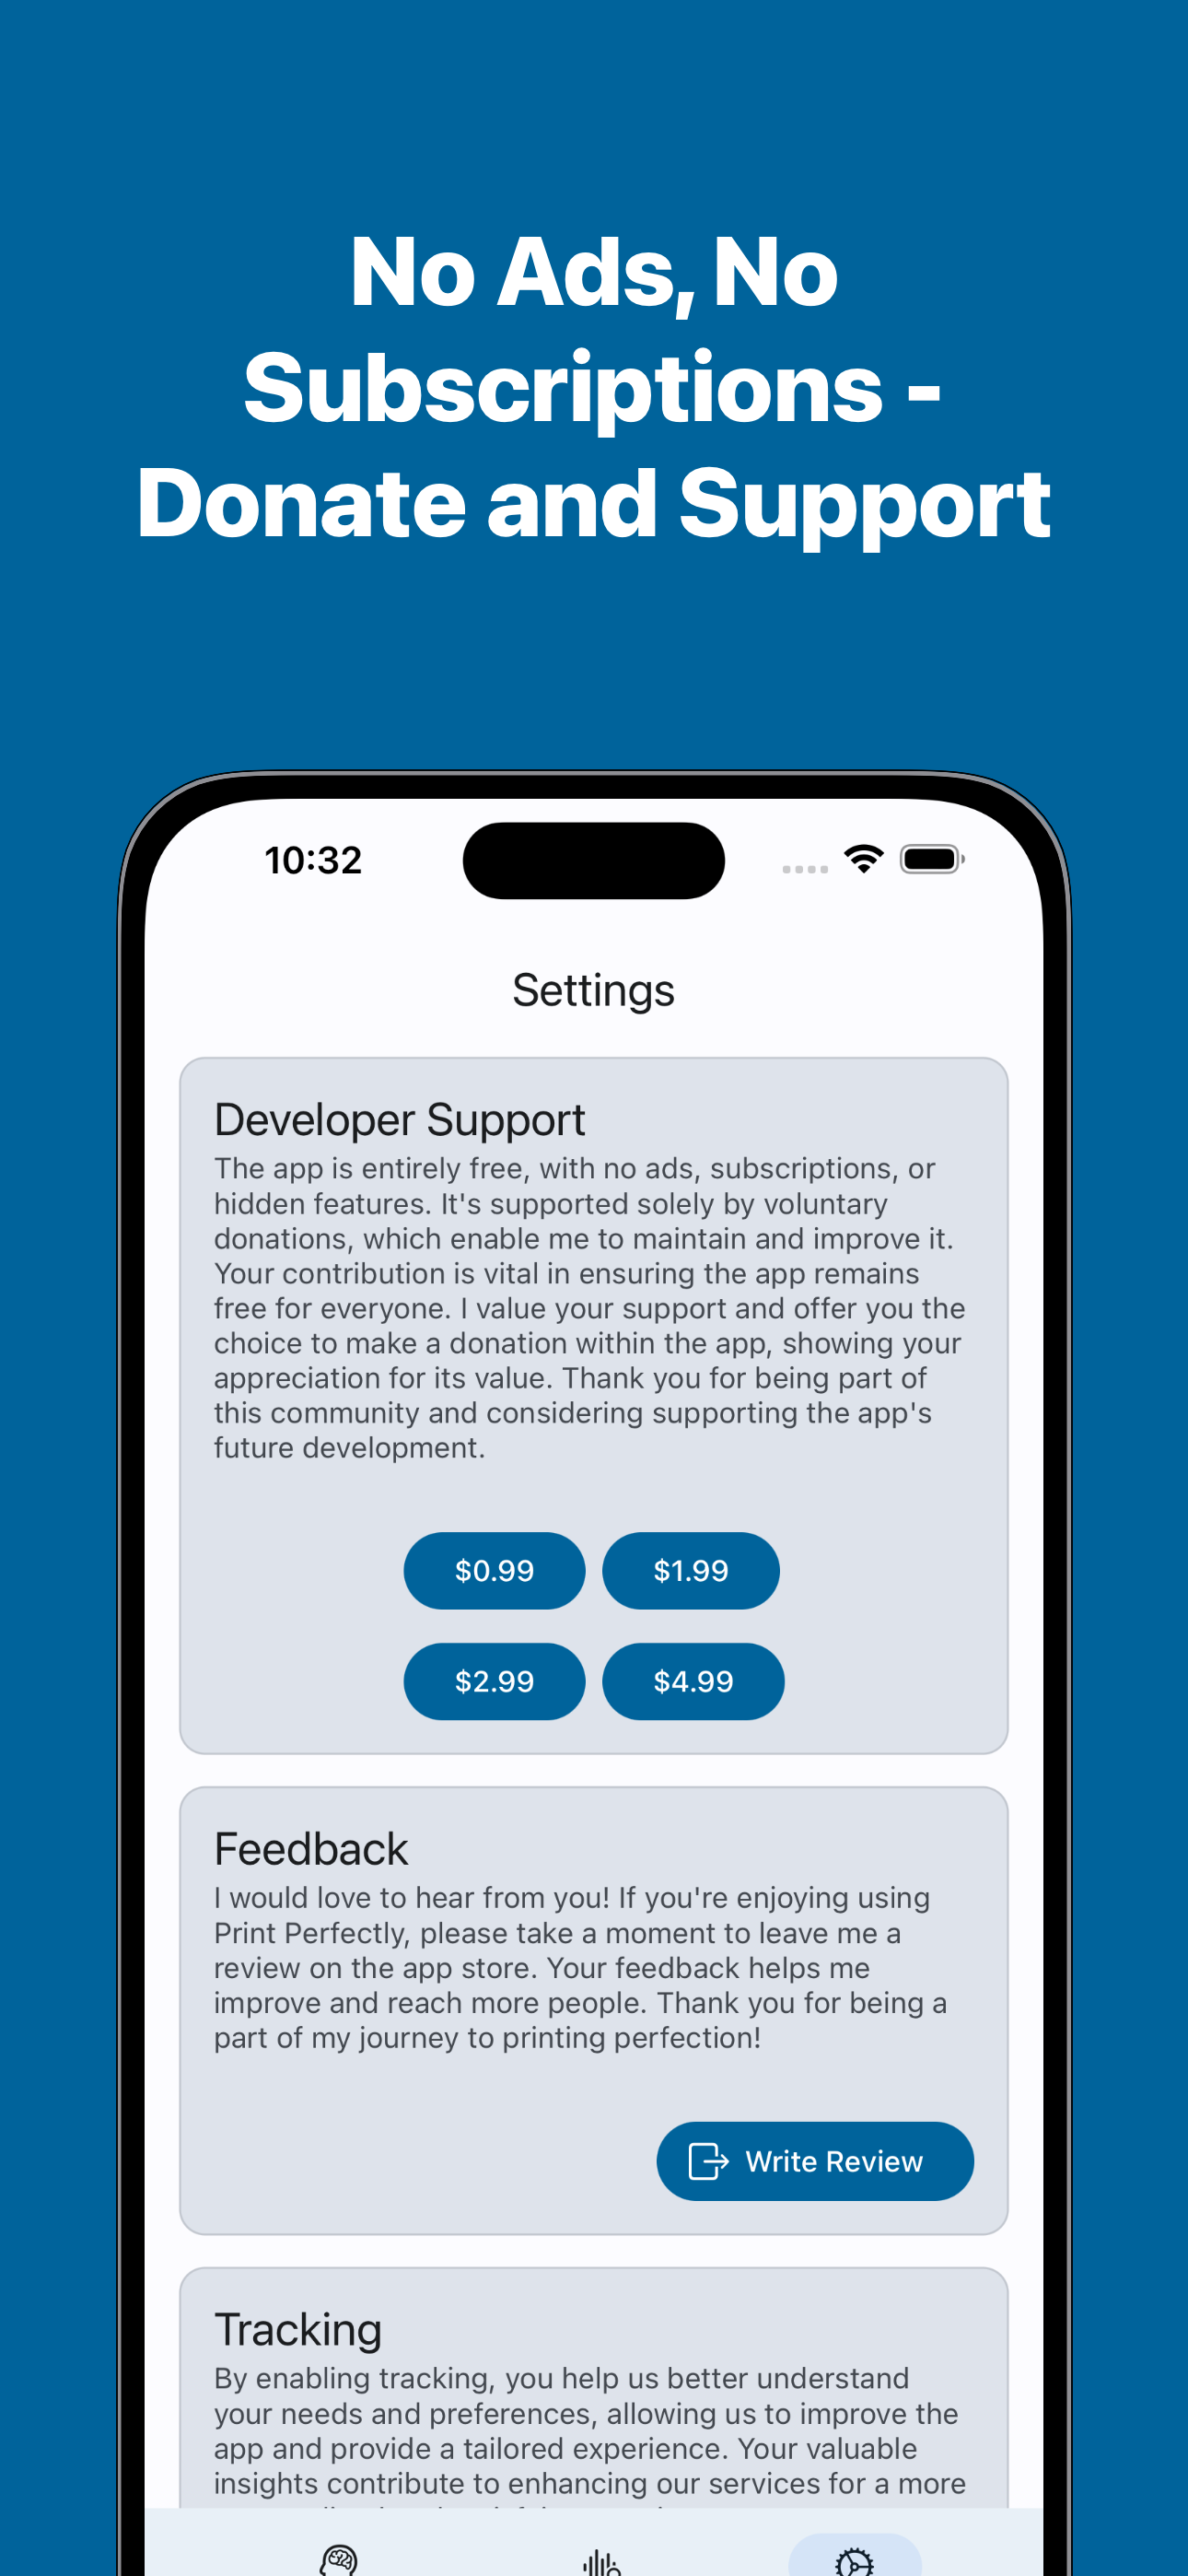 No Ads, No
Subscriptions -
Donate and Support
10:32
Settings
Developer Support
The app is entirely free, with no ads, subscriptions, or
hidden features. It's supported solely by voluntary
donations, which enable me to maintain and improve it.
Your contribution is vital in ensuring the app remains
free for everyone. I value your support and offer you the
choice to make a donation within the app, showing your
appreciation for its value. Thank you for being part of
this community and considering supporting the app's
future development.
$0.99 $1.99
$2.99 $4.99
Feedback
I would love to hear from you! If you're enjoying using
Print Perfectly, please take a moment to leave me a
review on the app store. Your feedback helps me
improve and reach more people. Thank you for being a
part of my journey to printing perfection!
Write Review
Tracking
By enabling tracking, you help us better understand
your needs and preferences, allowing us to improve the
app and provide a tailored experience. Your valuable
insights contribute to enhancing our services for a more